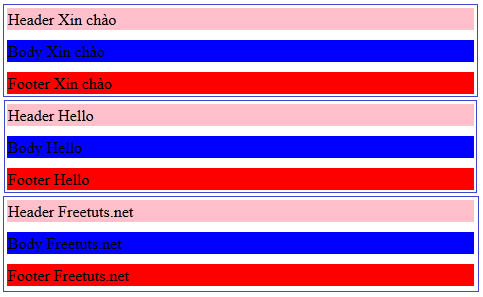 Header Xin chào
Body Xin chào
Footer Xin chào
Header Hello
Body Hello
Footer Hello
Header Freetuts.net
Body Freetuts.net
Footer Freetuts.net